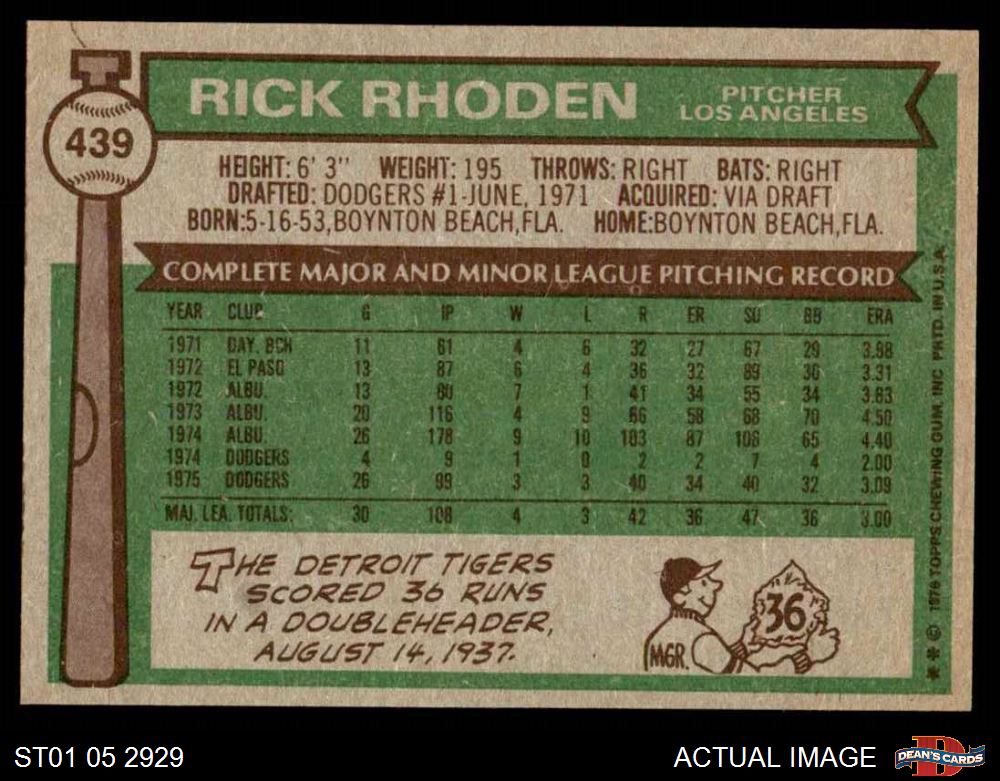 439
RICK RHODEN
PITCHER
LOS ANGELES
HEIGHT: 6' 3" WEIGHT: 195 THROWS: RIGHT BATS: RIGHT
DRAFTED: DODGERS #1-JUNE, 1971 ACQUIRED: VIA DRAFT
BORN:5-16-53,BOYNTON BEACH,FLA. HOME:BOYNTON BEACH,FLA.
COMPLETE MAJOR AND MINOR LEAGUE PITCHING RECORD
YEAR CLUB G IP W L R ER SO BB ERA
1971 DAY. BCH 11 61 4 6 32 27 67 29 3.98
1972 EL PASO 13 87 6 4 36 32 89 30 3.31
1972 ALBU. 13 80 7 1 41 34 55 34 3.83
1973 ALBU. 20 116 4 9 66 58 68 70 4.50
1974 ALBU. 26 178 9 10 103 87 106 65 4.40
1974 DODGERS 4 9 1 0 2 2 7 4 2.00
1975 DODGERS 26 99 3 3 40 34 40 32 3.09
MAJ. LEA. TOTALS: 30 108 4 3 42 36 47 36 3.00
THE DETROIT TIGERS
SCORED 36 RUNS
IN A DOUBLEHEADER,
AUGUST 14, 1937.
MGR.
36
** © 1976 TOPPS CHEWING GUM, INC PRTD. IN U.S.A.
ST01 05 2929
ACTUAL IMAGE
D
DEAN'S CARDS